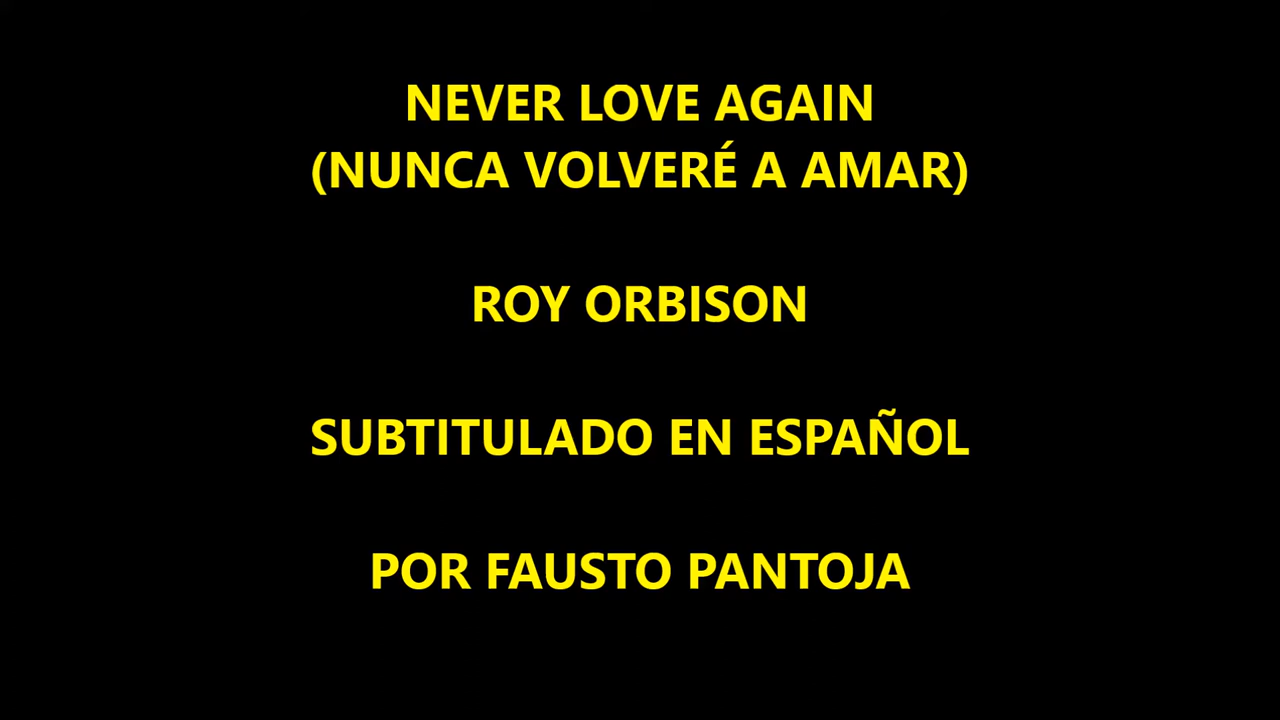 NEVER LOVE AGAIN
(NUNCA VOLVERÉ A AMAR)
ROY ORBISON
SUBTITULADO EN ESPAÑOL
POR FAUSTO PANTOJA